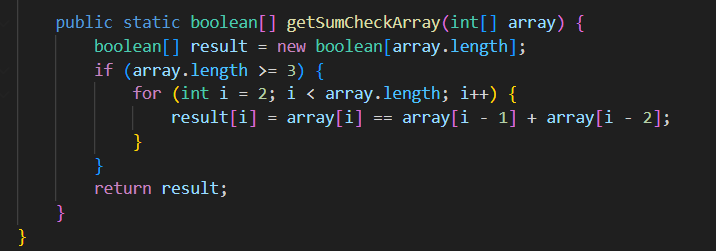 public static boolean[] getSumCheckArray(int[] array) {
boolean[] result = new boolean[array.length];
if (array.length >= 3) {
for (int i = 2; i < array.length; i++) {
result[i] = array[i] == array[i - 1] + array[i - 2];
}
}
return result;
}
}